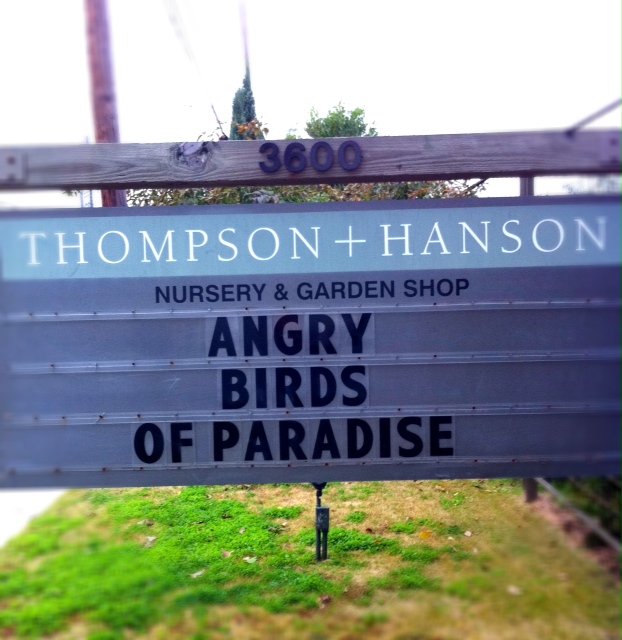 3600
THOMPSON+HANSON
NURSERY & GARDEN SHOP
ANGRY
BIRDS
OF PARADISE